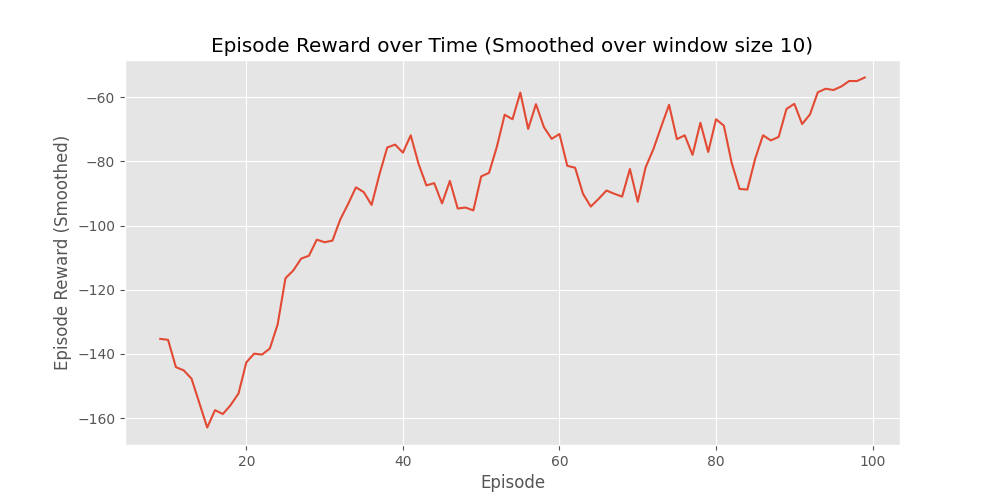 Episode Reward over Time (Smoothed over window size 10)
Episode Reward (Smoothed)
−60
−80
−100
−120
−140
−160
20 40 60 80 100
Episode